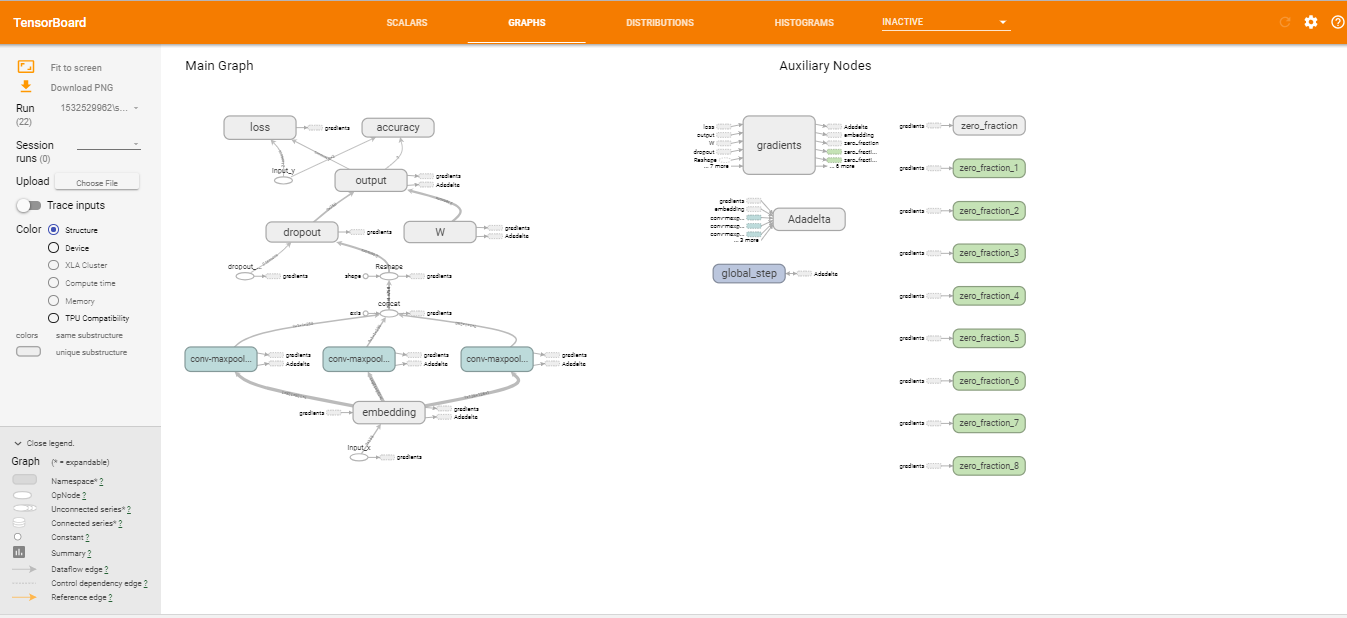 TensorBoard
SCALARS
GRAPHS
DISTRIBUTIONS
HISTOGRAMS
INACTIVE
Fit to screen
Download PNG
Run
(22)
1532529962\s...
Session
runs (0)
Upload
Choose File
Trace inputs
Color
Structure
Device
XLA Cluster
Compute time
Memory
TPU Compatibility
colors
same substructure
unique substructure
Close legend.
Graph
(* = expandable)
Namespace* ?
OpNode ?
Unconnected series* ?
Connected series* ?
Constant ?
Summary ?
Dataflow edge ?
Control dependency edge ?
Reference edge ?
Main Graph
loss
gradients
accuracy
input_y
output
gradients
Adadelta
dropout
gradients
W
gradients
Adadelta
dropout_...
gradients
Reshape
shape
gradients
concat
axis
gradients
conv-maxpool...
gradients
Adadelta
conv-maxpool...
gradients
Adadelta
conv-maxpool...
gradients
Adadelta
gradients
embedding
gradients
Adadelta
input_x
gradients
Auxiliary Nodes
loss
output
W
dropout
Reshape
... 7 more
gradients
Adadelta
embedding
zero_fraction
zero_fracti...
zero_fracti...
... 6 more
gradients
embedding
conv-maxp...
conv-maxp...
conv-maxp...
... 3 more
Adadelta
global_step
Adadelta
gradients
zero_fraction
gradients
zero_fraction_1
gradients
zero_fraction_2
gradients
zero_fraction_3
gradients
zero_fraction_4
gradients
zero_fraction_5
gradients
zero_fraction_6
gradients
zero_fraction_7
gradients
zero_fraction_8